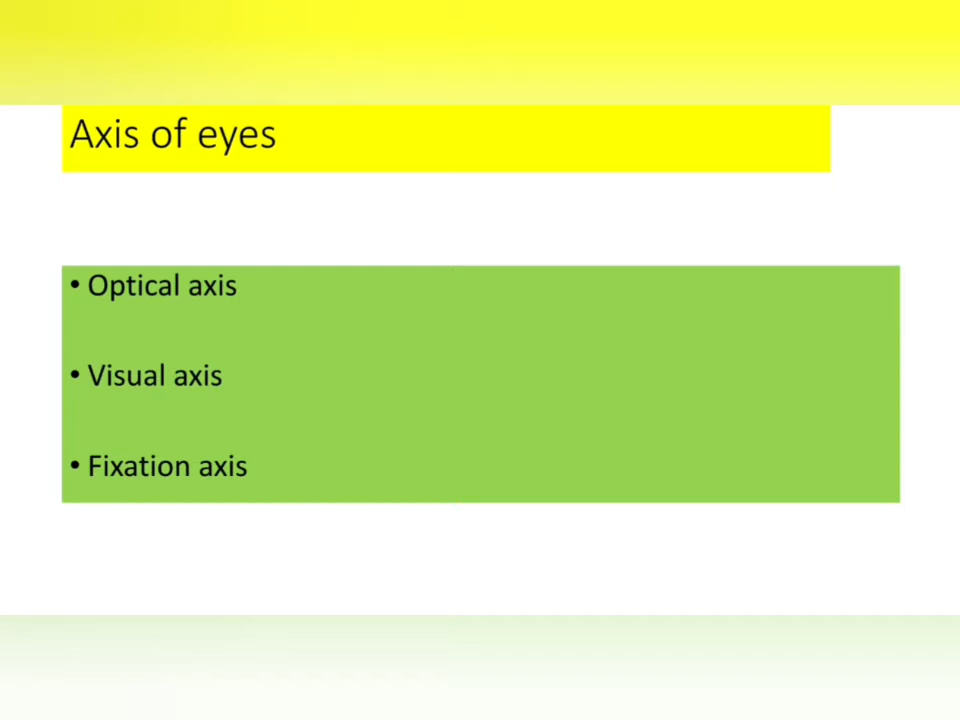 Axis of eyes
• Optical axis
• Visual axis
• Fixation axis